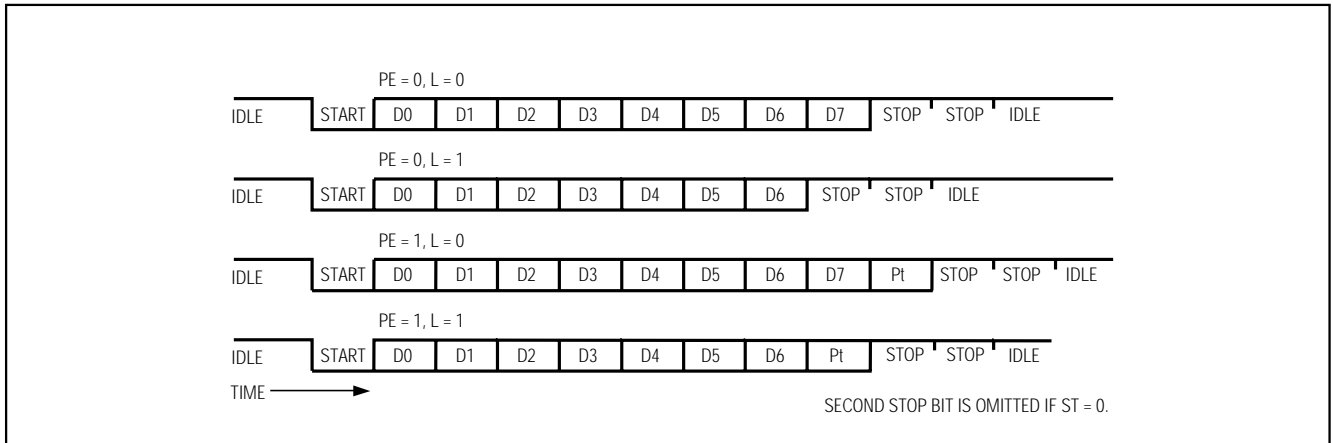 PE = 0, L = 0
IDLE START D0 D1 D2 D3 D4 D5 D6 D7 STOP STOP IDLE
PE = 0, L = 1
IDLE START D0 D1 D2 D3 D4 D5 D6 STOP STOP IDLE
PE = 1, L = 0
IDLE START D0 D1 D2 D3 D4 D5 D6 D7 Pt STOP STOP IDLE
PE = 1, L = 1
IDLE START D0 D1 D2 D3 D4 D5 D6 Pt STOP STOP IDLE
TIME
SECOND STOP BIT IS OMITTED IF ST = 0.